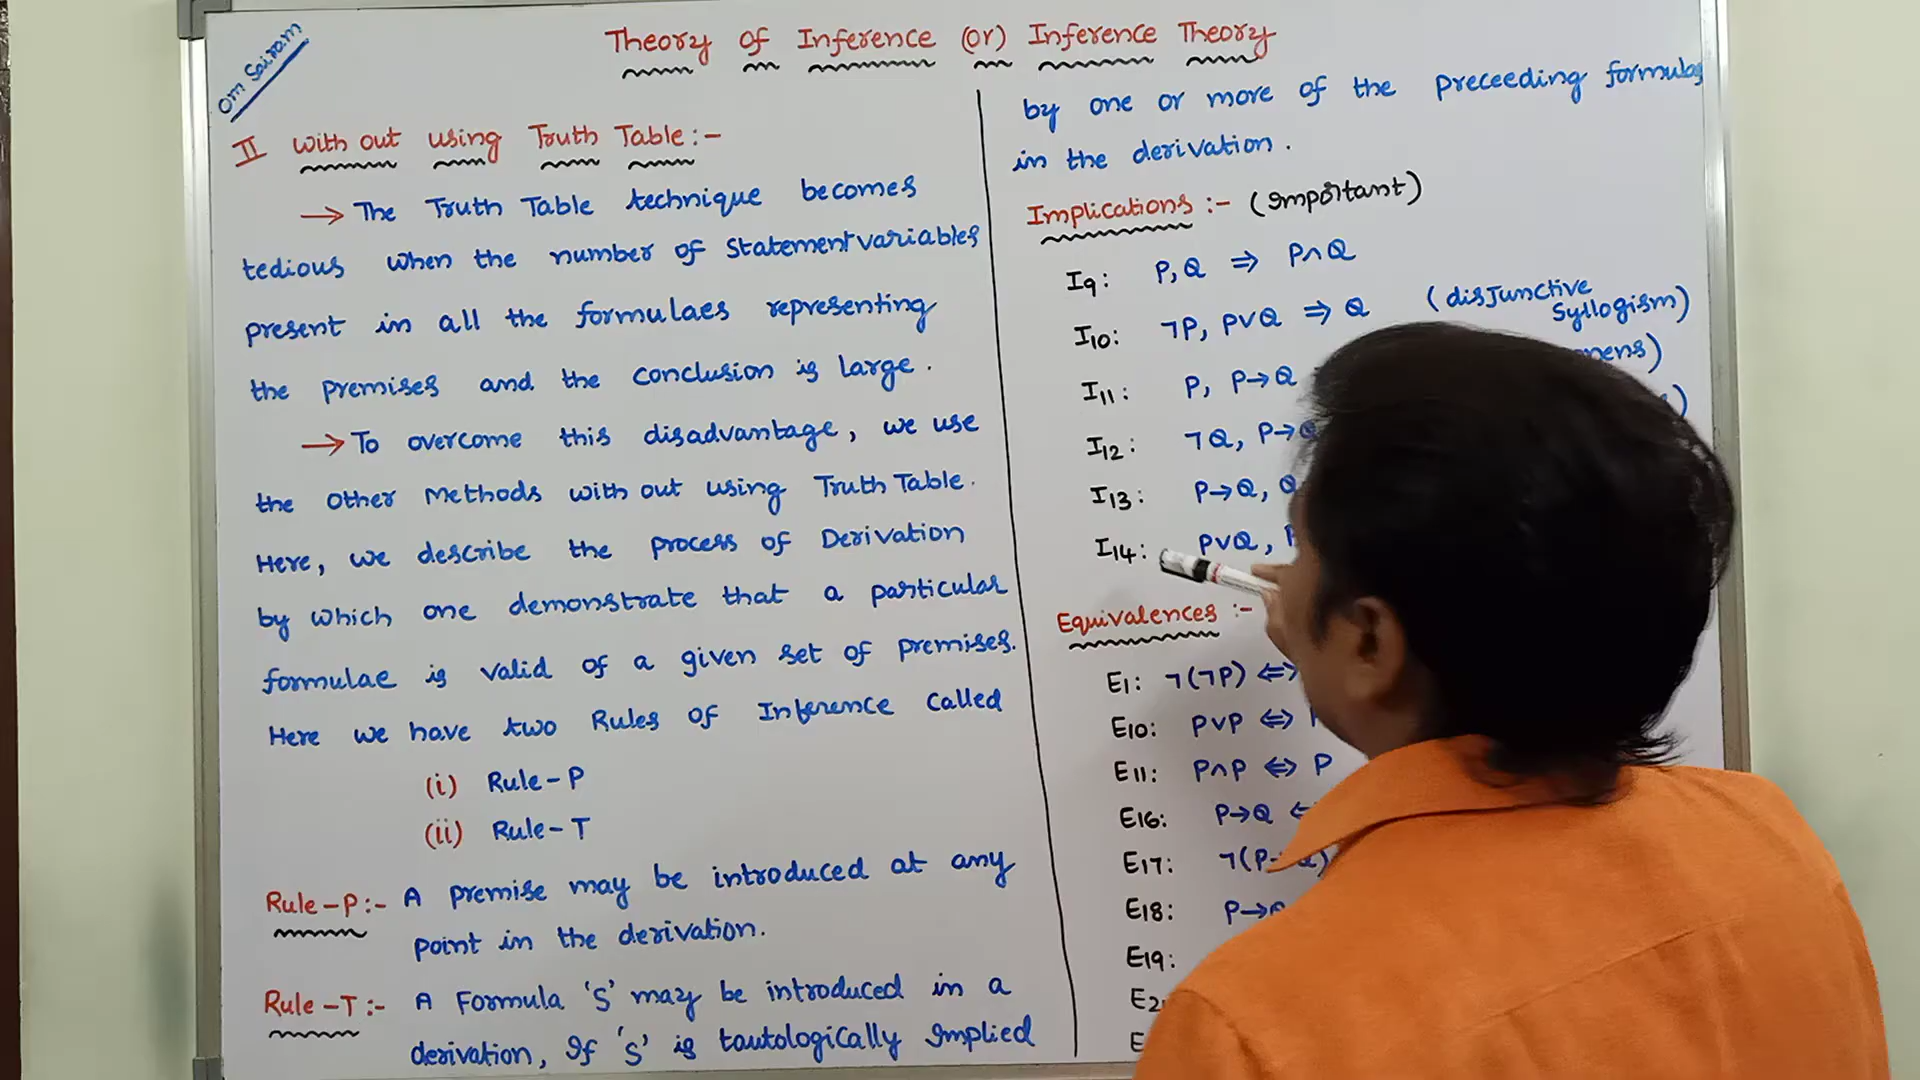 Om Sairam
Theory of Inference (or) Inference Theory
II With out using Truth Table:-
→ The Truth Table technique becomes
tedious when the number of Statement variables
present in all the formulaes representing
the premises and the conclusion is large.
→ To overcome this disadvantage, we use
the other Methods with out using Truth Table.
Here, we describe the process of Derivation
by which one demonstrate that a particular
formulae is valid of a given set of premises.
Here we have two Rules of Inference called
(i) Rule-P
(ii) Rule-T
Rule-P:- A premise may be introduced at any
point in the derivation.
Rule-T:- A Formula 'S' may be introduced in a
derivation, If 'S' is tautologically Implied
by one or more of the preceeding formulas
in the derivation.
Implications :- (Important)
I9: P, Q ⇒ P∧Q
I10: ¬P, P∨Q ⇒ Q (disjunctive
Syllogism)
I11: P, P→Q
I12: ¬Q, P→Q
I13: P→Q, Q
I14: P∨Q, P
Equivalences :-
E1: ¬(¬P) ⇔
E10: P∨P ⇔
E11: P∧P ⇔ P
E16: P→Q
E17: ¬(P→Q)
E18: P→Q
E19: